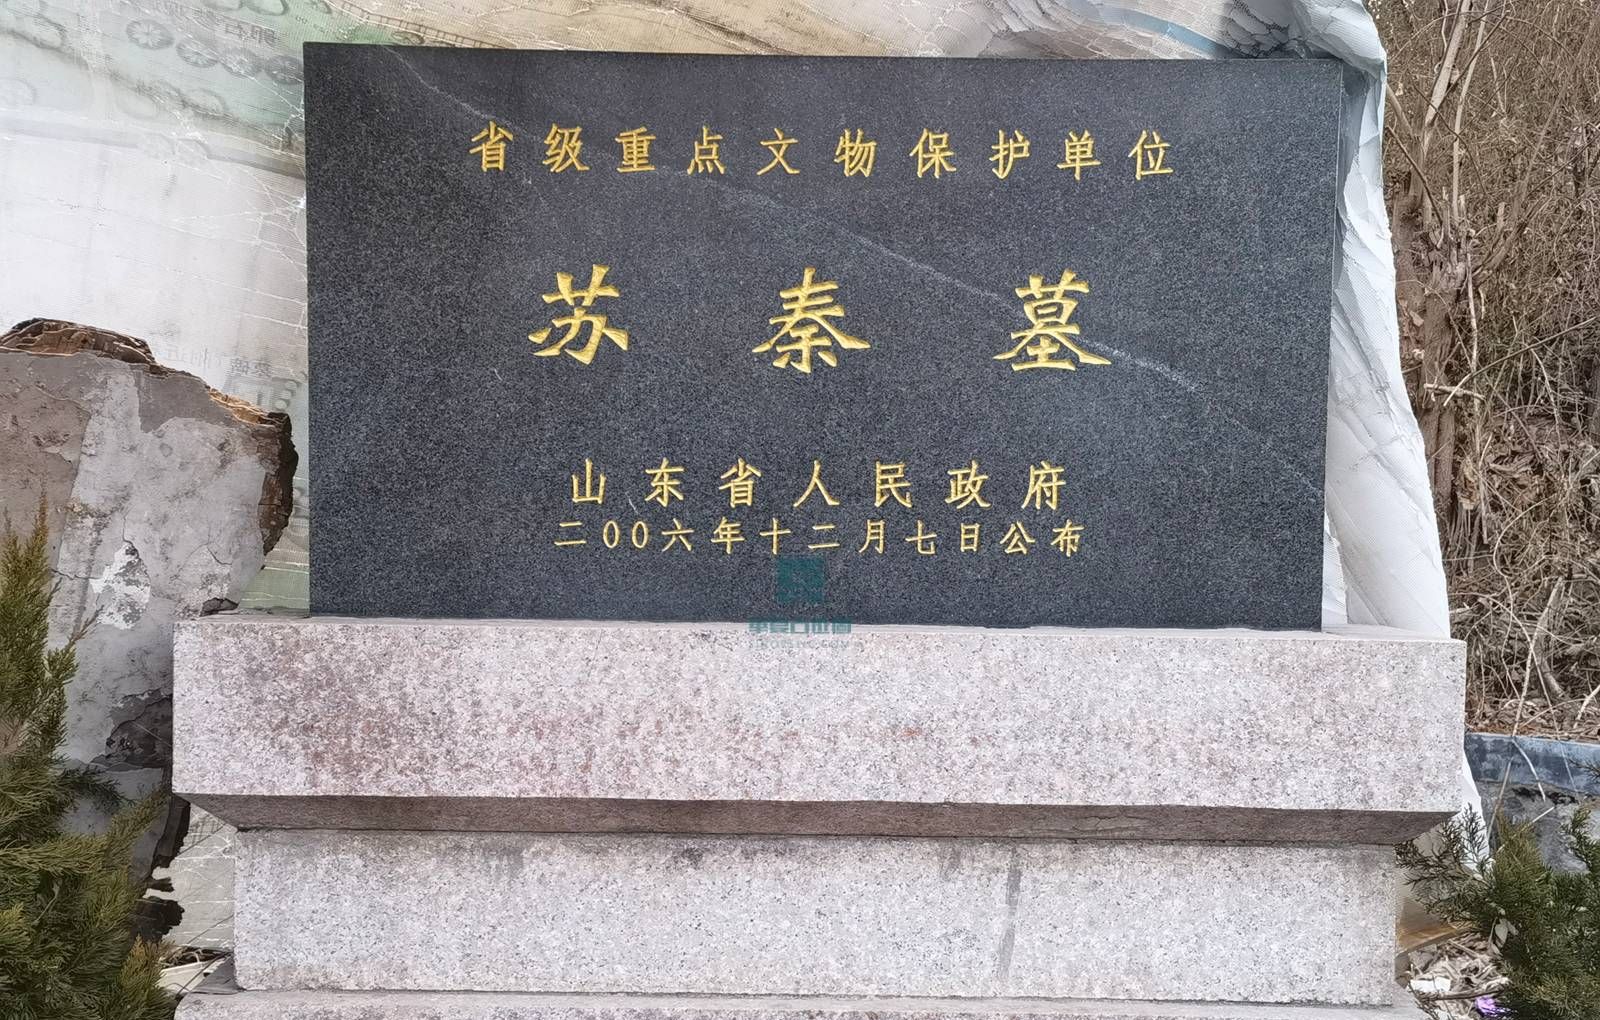 省级重点文物保护单位
苏秦墓
山东省人民政府
二00六年十二月七日公布